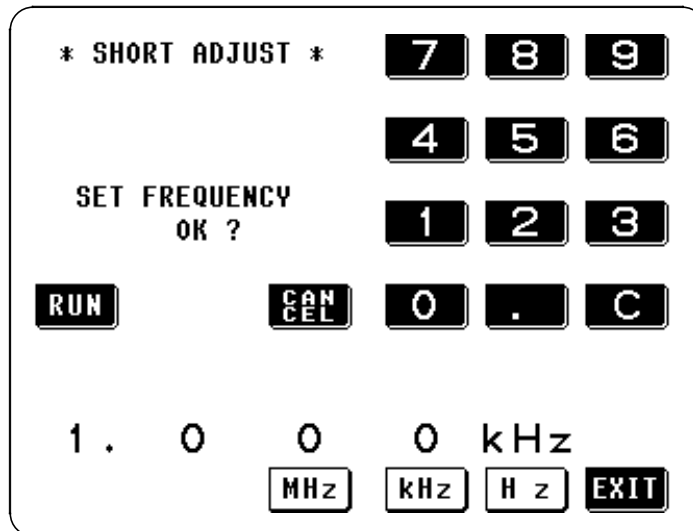 * SHORT ADJUST *
7 8 9
4 5 6
SET FREQUENCY
OK ?
1 2 3
RUN
CAN
CEL
0 . C
1. 0 0 0 kHz
MHz kHz H z EXIT